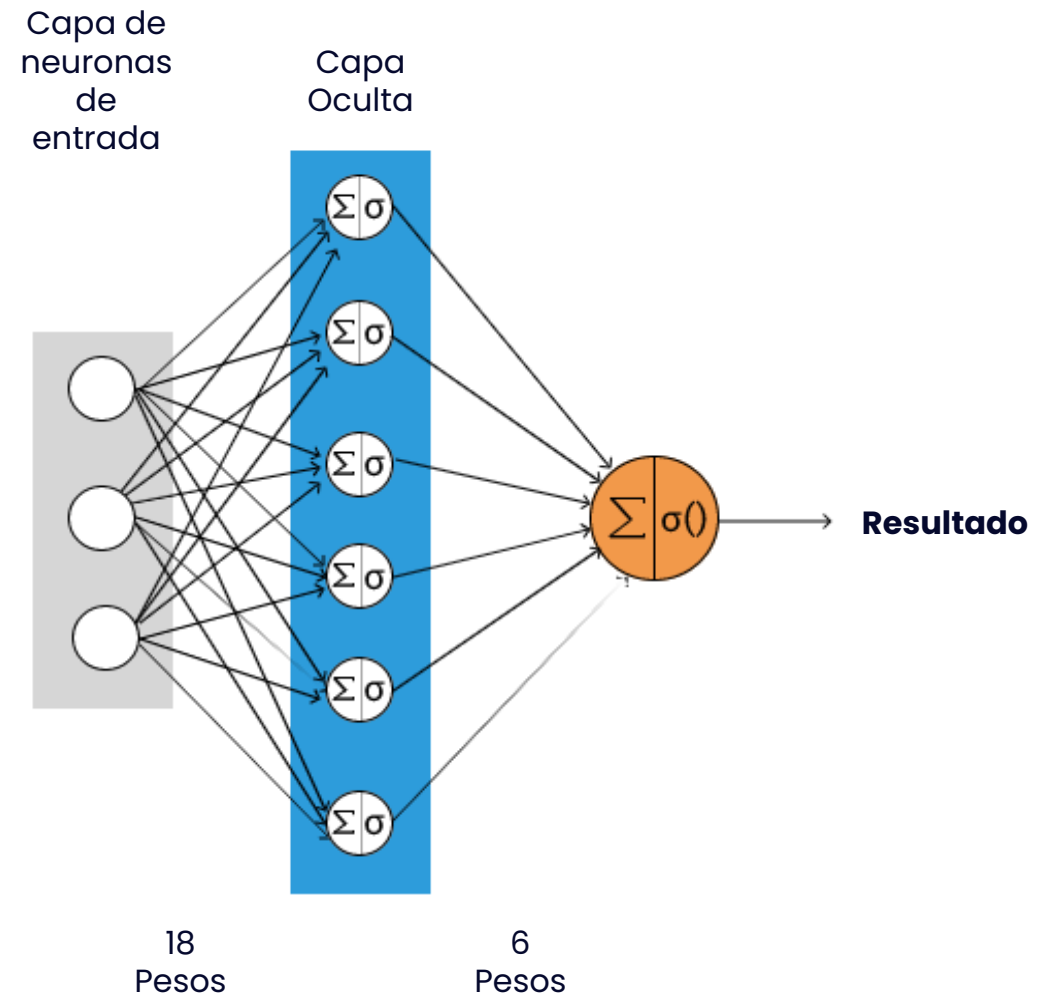 Capa de
neuronas
de
entrada
Capa
Oculta
Σ σ
Σ σ
Σ σ
Σ σ
Σ σ
Σ σ
Σ σ()
Resultado
18
Pesos
6
Pesos